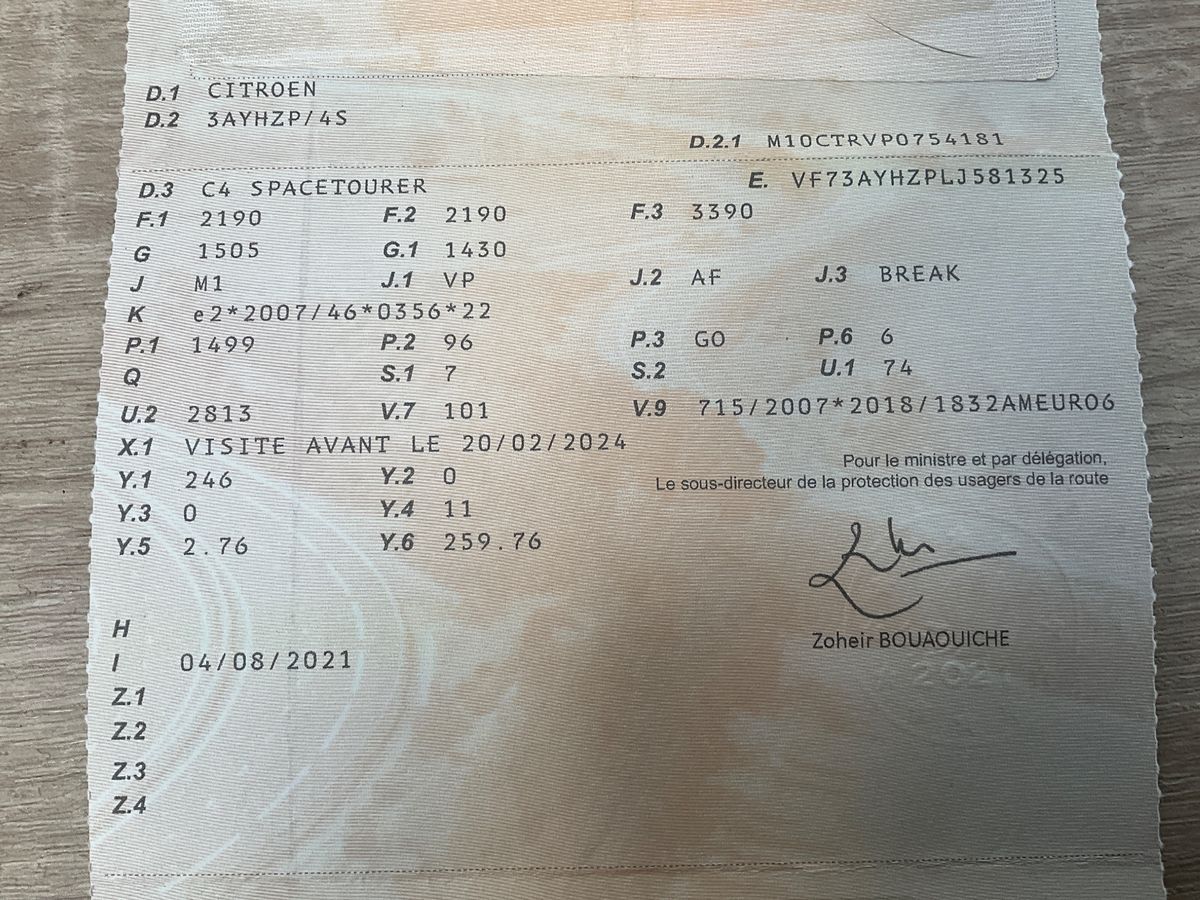 D.1 CITROEN
D.2 3AYHZP/4S
D.2.1 M10CTRVP0754181
D.3 C4 SPACETOURER E. VF73AYHZPLJ581325
F.1 2190 F.2 2190 F.3 3390
G 1505 G.1 1430
J M1 J.1 VP J.2 AF J.3 BREAK
K e2*2007/46*0356*22
P.1 1499 P.2 96 P.3 GO P.6 6
Q S.1 7 S.2 U.1 74
U.2 2813 V.7 101 V.9 715/2007*2018/1832AMEURO6
X.1 VISITE AVANT LE 20/02/2024
Pour le ministre et par délégation,
Y.1 246 Y.2 0
Le sous-directeur de la protection des usagers de la route
Y.3 0 Y.4 11
Y.5 2.76 Y.6 259.76
H
Zoheir BOUAOUICHE
I 04/08/2021
Z.1
Z.2
Z.3
Z.4